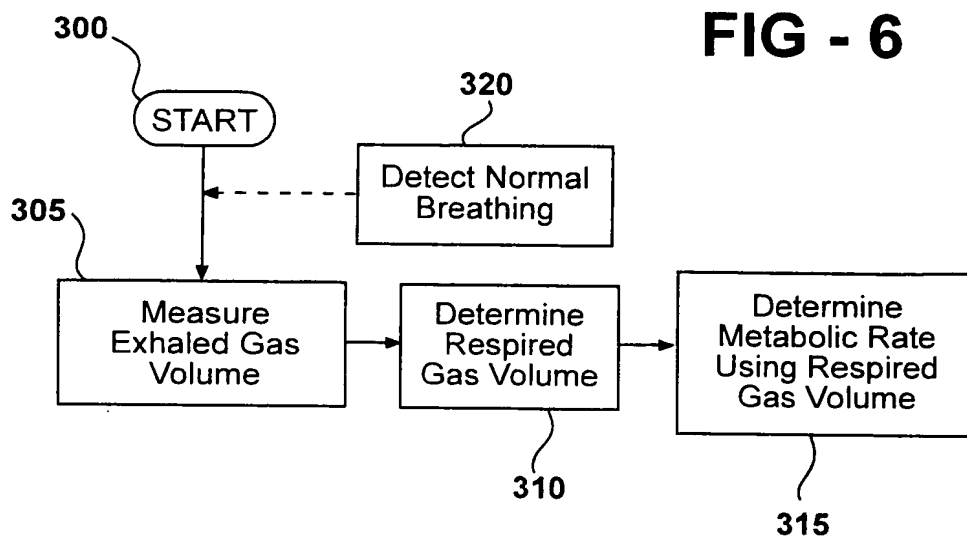 FIG - 6
300
START
320
Detect Normal
Breathing
305
Measure
Exhaled Gas
Volume
Determine
Respired
Gas Volume
310
Determine
Metabolic Rate
Using Respired
Gas Volume
315